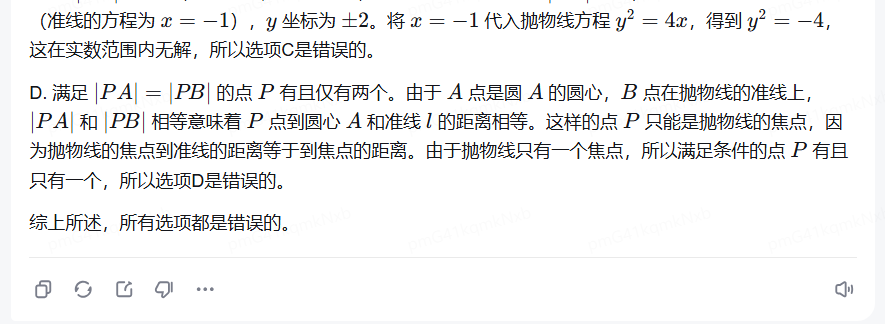 （准线的方程为 x = −1），y 坐标为 ±2。将 x = −1 代入抛物线方程 y² = 4x，得到 y² = −4，
这在实数范围内无解，所以选项C是错误的。
D. 满足 |PA| = |PB| 的点 P 有且仅有两个。由于 A 点是圆 A 的圆心，B 点在抛物线的准线上，
|PA| 和 |PB| 相等意味着 P 点到圆心 A 和准线 l 的距离相等。这样的点 P 只能是抛物线的焦点，因
为抛物线的焦点到准线的距离等于到焦点的距离。由于抛物线只有一个焦点，所以满足条件的点 P 有且
只有一个，所以选项D是错误的。
综上所述，所有选项都是错误的。